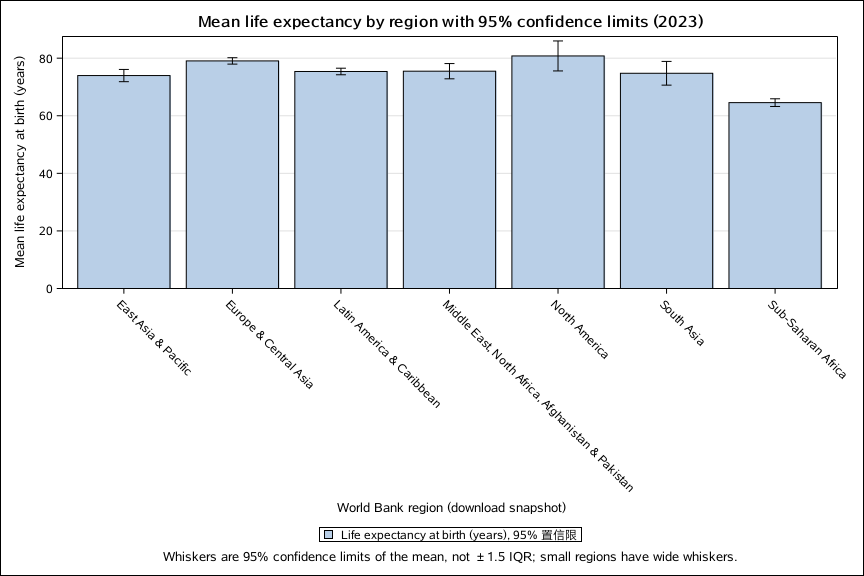 Mean life expectancy by region with 95% confidence limits (2023)
Mean life expectancy at birth (years)
80
60
40
20
0
East Asia & Pacific
Europe & Central Asia
Latin America & Caribbean
Middle East, North Africa, Afghanistan & Pakistan
North America
South Asia
Sub-Saharan Africa
World Bank region (download snapshot)
Life expectancy at birth (years), 95% 置信限
Whiskers are 95% confidence limits of the mean, not ±1.5 IQR; small regions have wide whiskers.